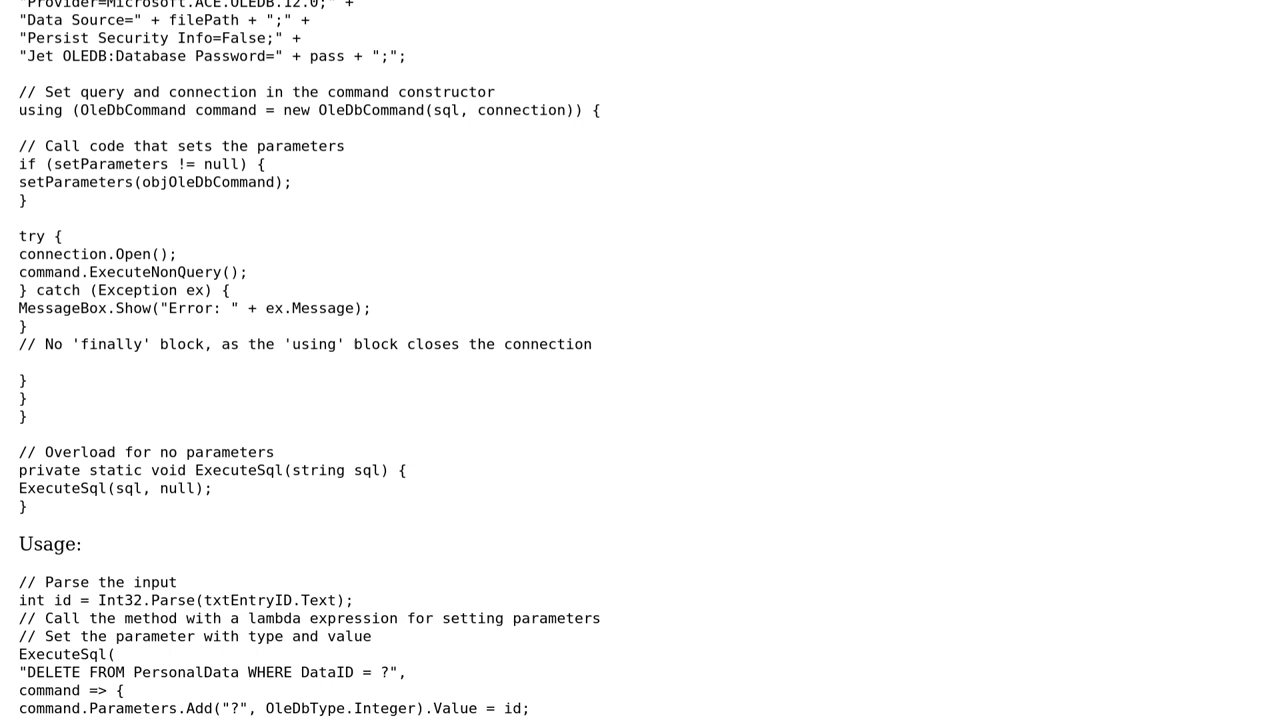 "Provider=Microsoft.ACE.OLEDB.12.0;" +
"Data Source=" + filePath + ";" +
"Persist Security Info=False;" +
"Jet OLEDB:Database Password=" + pass + ";";

// Set query and connection in the command constructor
using (OleDbCommand command = new OleDbCommand(sql, connection)) {

// Call code that sets the parameters
if (setParameters != null) {
setParameters(objOleDbCommand);
}

try {
connection.Open();
command.ExecuteNonQuery();
} catch (Exception ex) {
MessageBox.Show("Error: " + ex.Message);
}
// No 'finally' block, as the 'using' block closes the connection

}
}
}

// Overload for no parameters
private static void ExecuteSql(string sql) {
ExecuteSql(sql, null);
}

Usage:

// Parse the input
int id = Int32.Parse(txtEntryID.Text);
// Call the method with a lambda expression for setting parameters
// Set the parameter with type and value
ExecuteSql(
"DELETE FROM PersonalData WHERE DataID = ?",
command => {
command.Parameters.Add("?", OleDbType.Integer).Value = id;